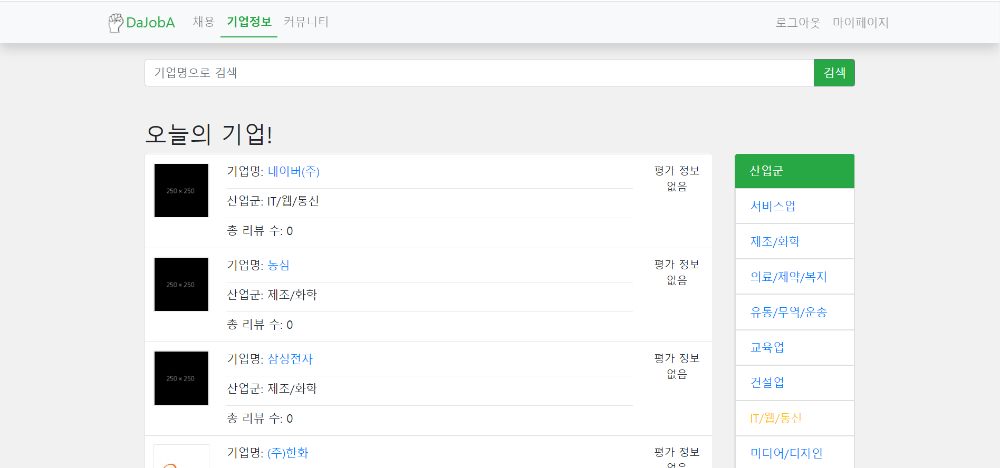 DaJobA 채용 기업정보 커뮤니티 로그아웃 마이페이지
기업명으로 검색 검색
오늘의 기업!
250 × 250
기업명: 네이버(주)
산업군: IT/웹/통신
총 리뷰 수: 0
평가 정보
없음
250 × 250
기업명: 농심
산업군: 제조/화학
총 리뷰 수: 0
평가 정보
없음
250 × 250
기업명: 삼성전자
산업군: 제조/화학
총 리뷰 수: 0
평가 정보
없음
기업명: (주)한화
평가 정보
없음
산업군
서비스업
제조/화학
의료/제약/복지
유통/무역/운송
교육업
건설업
IT/웹/통신
미디어/디자인